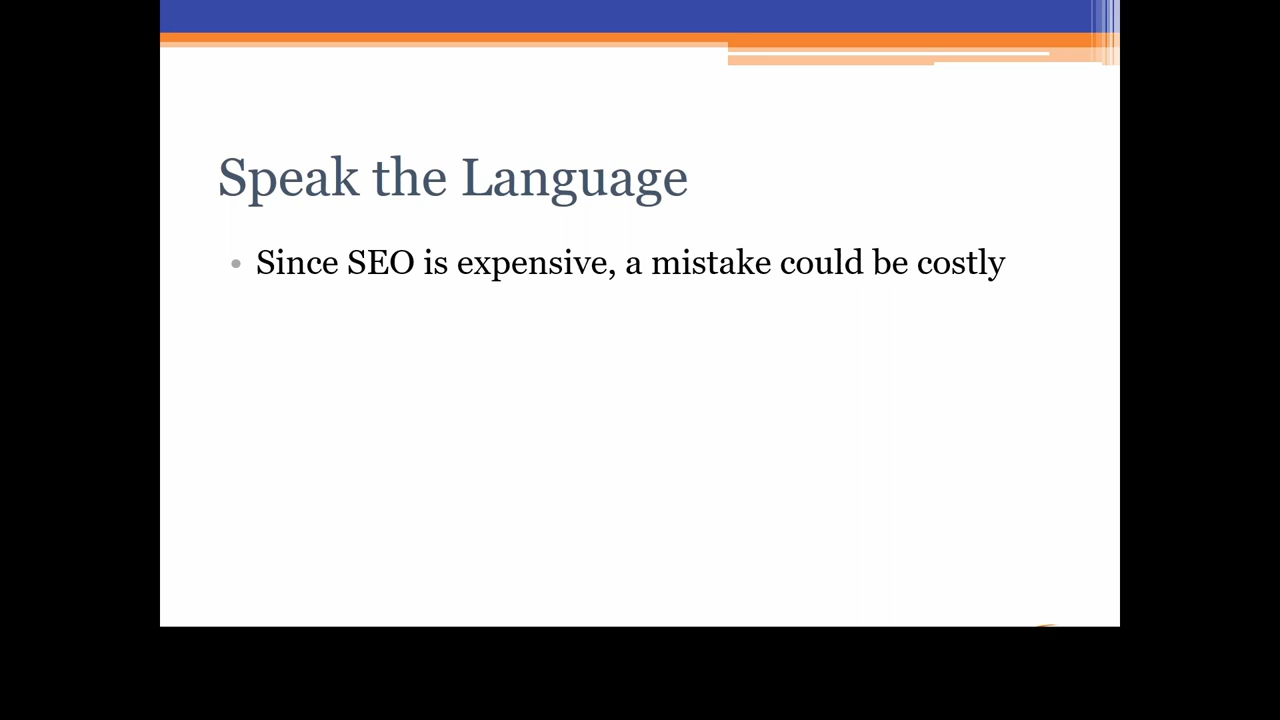 Speak the Language
• Since SEO is expensive, a mistake could be costly